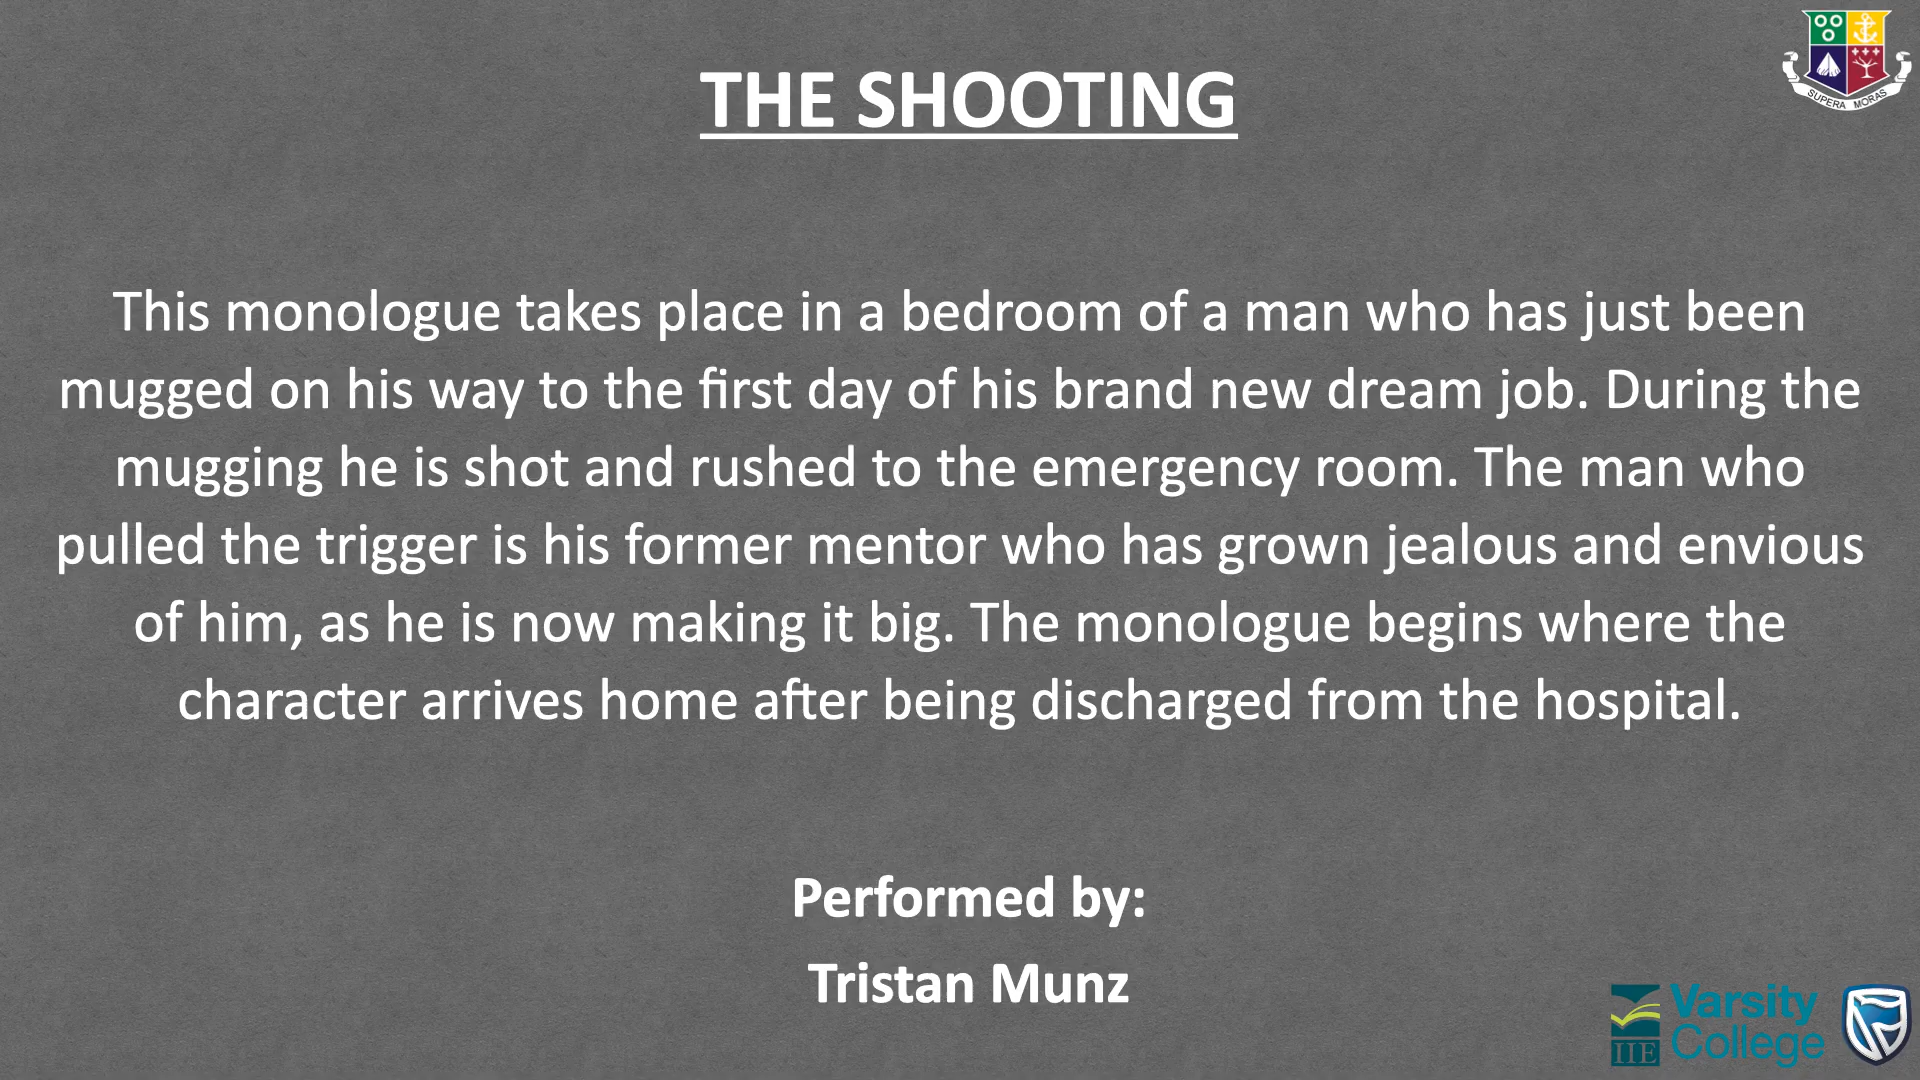 SUPERA MORAS
THE SHOOTING
This monologue takes place in a bedroom of a man who has just been
mugged on his way to the first day of his brand new dream job. During the
mugging he is shot and rushed to the emergency room. The man who
pulled the trigger is his former mentor who has grown jealous and envious
of him, as he is now making it big. The monologue begins where the
character arrives home after being discharged from the hospital.
Performed by:
Tristan Munz
IIE
Varsity
College